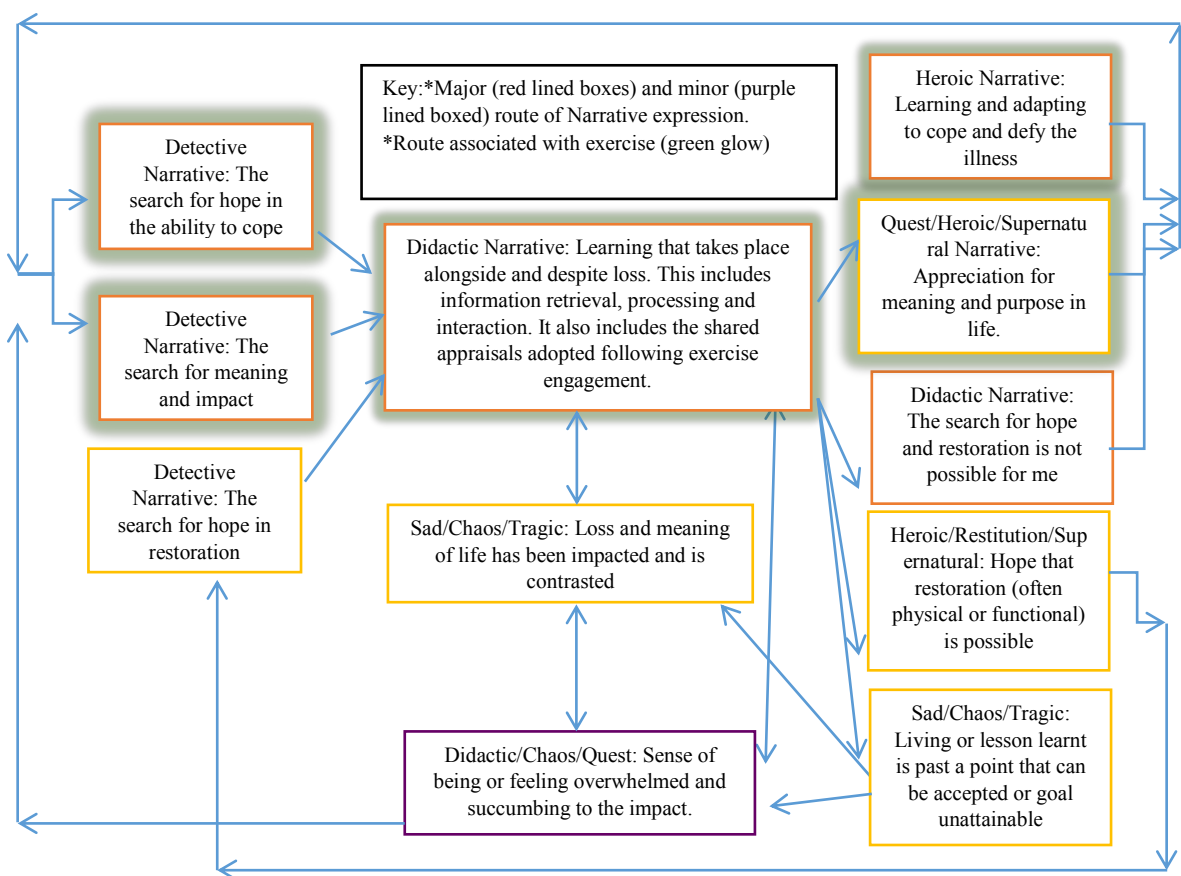 Key:*Major (red lined boxes) and minor (purple
lined boxed) route of Narrative expression.
*Route associated with exercise (green glow)
Detective
Narrative: The
search for hope in
the ability to cope
Detective
Narrative: The
search for meaning
and impact
Detective
Narrative: The
search for hope in
restoration
Didactic Narrative: Learning that takes place
alongside and despite loss. This includes
information retrieval, processing and
interaction. It also includes the shared
appraisals adopted following exercise
engagement.
Sad/Chaos/Tragic: Loss and meaning
of life has been impacted and is
contrasted
Didactic/Chaos/Quest: Sense of
being or feeling overwhelmed and
succumbing to the impact.
Heroic Narrative:
Learning and adapting
to cope and defy the
illness
Quest/Heroic/Supernatu
ral Narrative:
Appreciation for
meaning and purpose in
life.
Didactic Narrative:
The search for hope
and restoration is not
possible for me
Heroic/Restitution/Sup
ernatural: Hope that
restoration (often
physical or functional)
is possible
Sad/Chaos/Tragic:
Living or lesson learnt
is past a point that can
be accepted or goal
unattainable